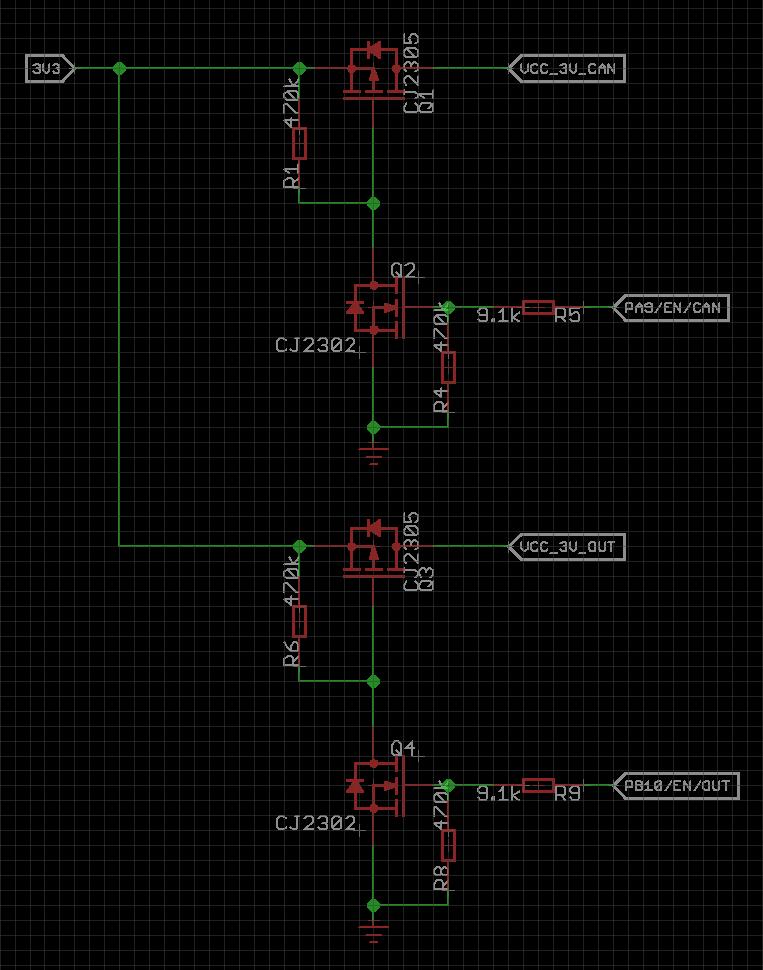 3V3
CJ2305
Q1
VCC_3V_CAN
470k
R1
Q2
CJ2302
470k
R4
9.1k
R5
PA9/EN/CAN
CJ2305
Q3
VCC_3V_OUT
470k
R6
Q4
CJ2302
470k
R8
9.1k
R9
PB10/EN/OUT